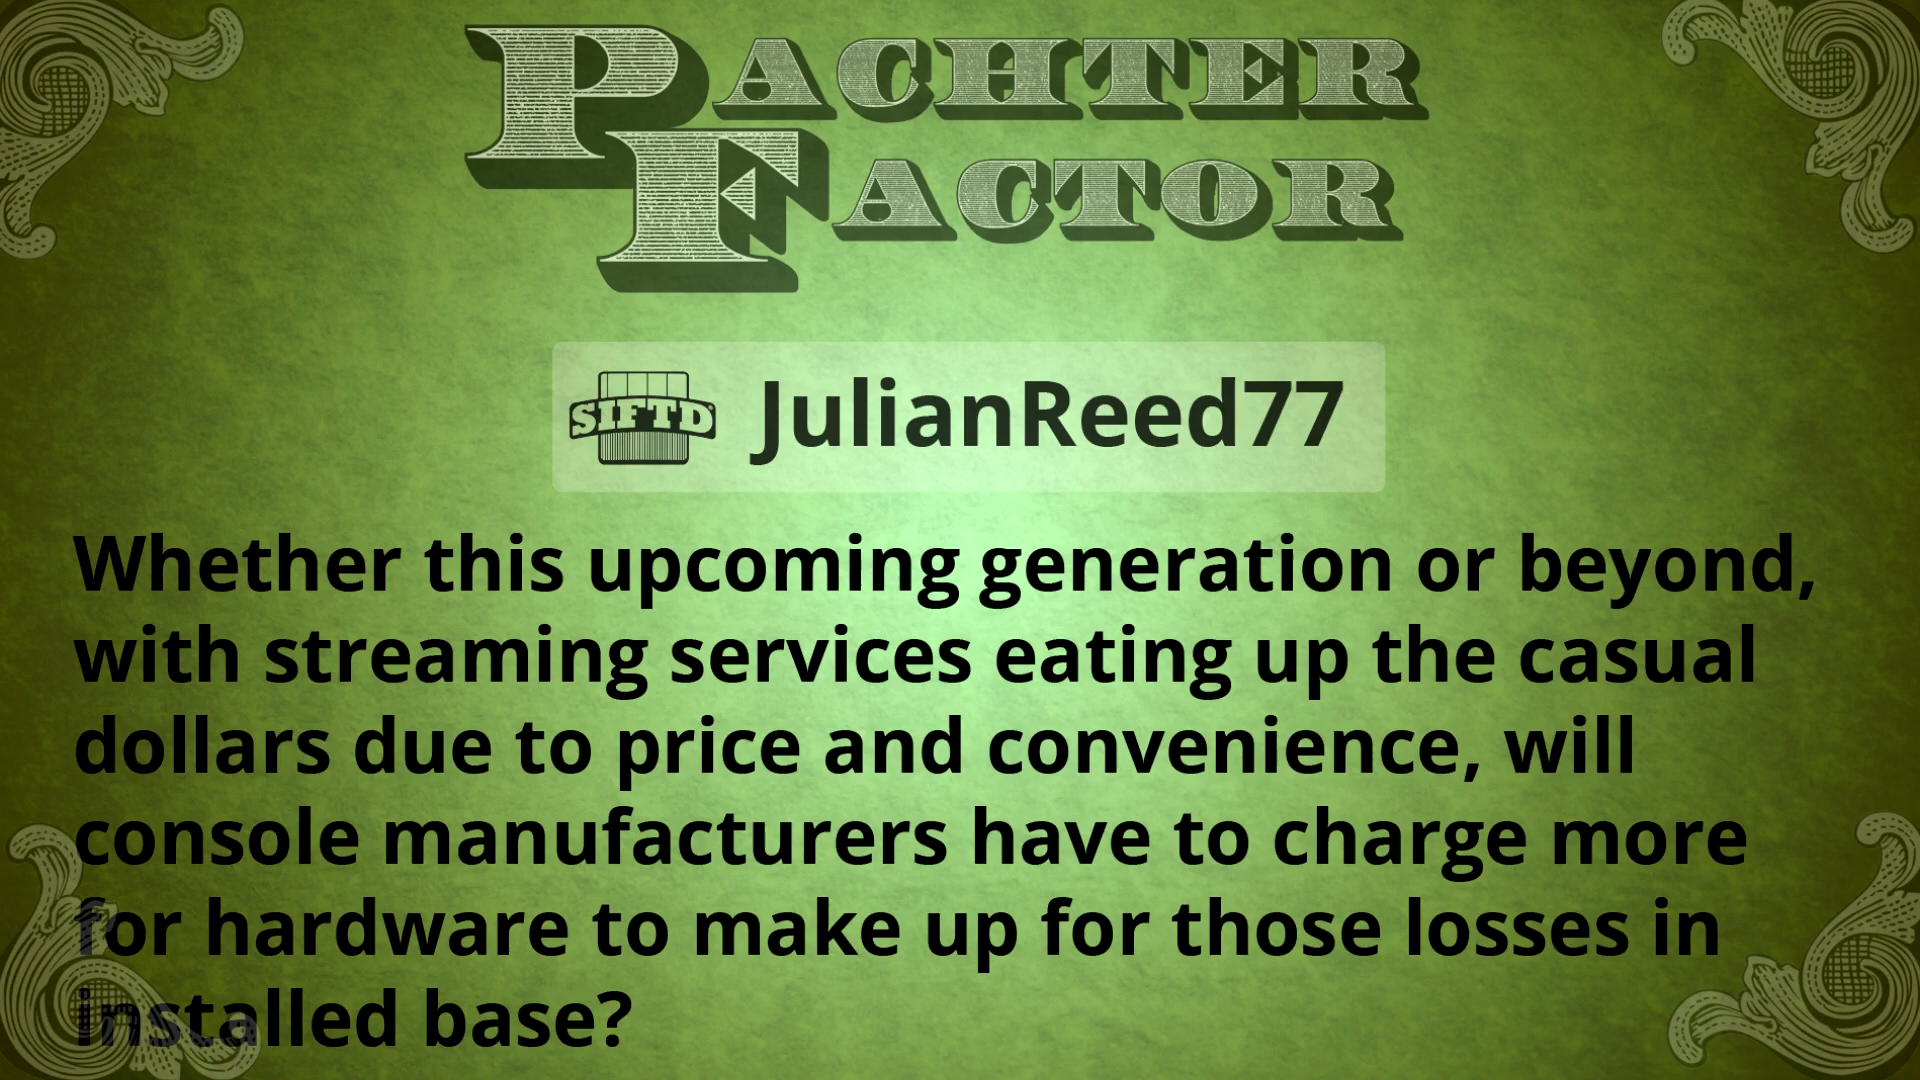 PACHTER
FACTOR
SIFTD JulianReed77
Whether this upcoming generation or beyond,
with streaming services eating up the casual
dollars due to price and convenience, will
console manufacturers have to charge more
for hardware to make up for those losses in
installed base?